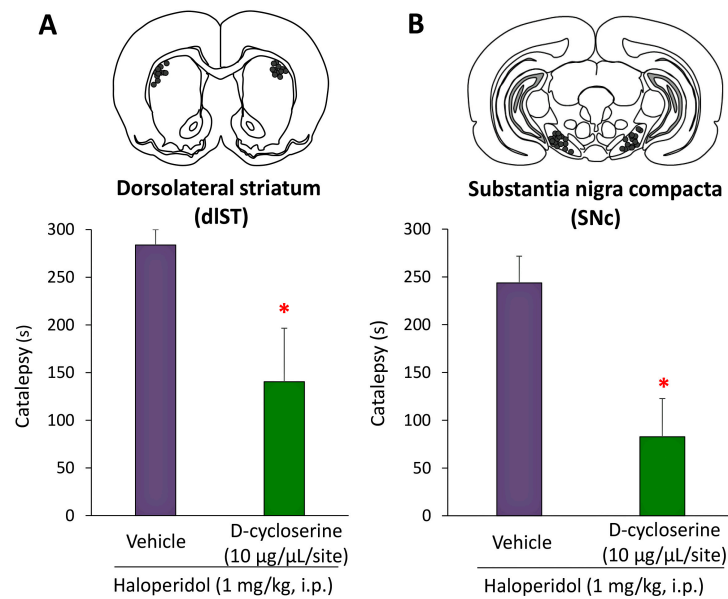 A
Dorsolateral striatum
(dlST)
300
250
200
150
100
50
0
Catalepsy (s)
*
Vehicle
D-cycloserine
(10 µg/µL/site)
Haloperidol (1 mg/kg, i.p.)
B
Substantia nigra compacta
(SNc)
300
250
200
150
100
50
0
Catalepsy (s)
*
Vehicle
D-cycloserine
(10 µg/µL/site)
Haloperidol (1 mg/kg, i.p.)